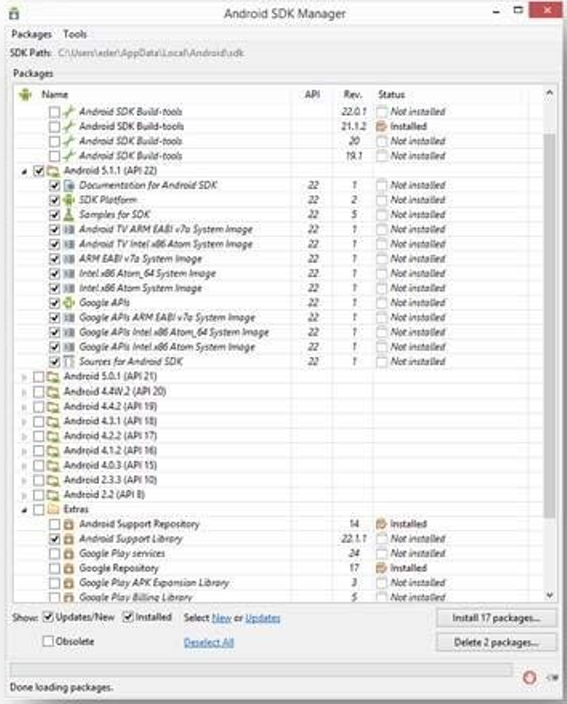 Android SDK Manager
Packages Tools
SDK Path: C:\Users\eder\AppData\Local\Android\sdk
Packages
Name API Rev. Status
Android SDK Build-tools 22.0.1 Not installed
Android SDK Build-tools 21.1.2 Installed
Android SDK Build-tools 20 Not installed
Android SDK Build-tools 19.1 Not installed
Android 5.1.1 (API 22)
Documentation for Android SDK 22 1 Not installed
SDK Platform 22 2 Not installed
Samples for SDK 22 5 Not installed
Android TV ARM EABI v7a System Image 22 1 Not installed
Android TV Intel x86 Atom System Image 22 1 Not installed
ARM EABI v7a System Image 22 1 Not installed
Intel x86 Atom_64 System Image 22 1 Not installed
Intel x86 Atom System Image 22 1 Not installed
Google APIs 22 1 Not installed
Google APIs ARM EABI v7a System Image 22 1 Not installed
Google APIs Intel x86 Atom_64 System Image 22 1 Not installed
Google APIs Intel x86 Atom System Image 22 1 Not installed
Sources for Android SDK 22 1 Not installed
Android 5.0.1 (API 21)
Android 4.4W.2 (API 20)
Android 4.4.2 (API 19)
Android 4.3.1 (API 18)
Android 4.2.2 (API 17)
Android 4.1.2 (API 16)
Android 4.0.3 (API 15)
Android 2.3.3 (API 10)
Android 2.2 (API 8)
Extras
Android Support Repository 14 Installed
Android Support Library 22.1.1 Not installed
Google Play services 24 Not installed
Google Repository 17 Installed
Google Play APK Expansion Library 3 Not installed
Google Play Billing Library 5 Not installed
Show: Updates/New Installed Select New or Updates Install 17 packages...
Obsolete Deselect All Delete 2 packages...
Done loading packages.